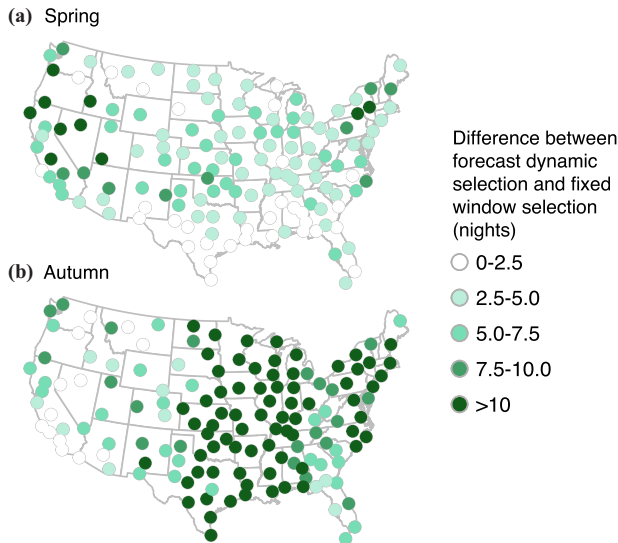 (a) Spring
Difference between
forecast dynamic
selection and fixed
window selection
(nights)
0-2.5
2.5-5.0
5.0-7.5
7.5-10.0
>10
(b) Autumn